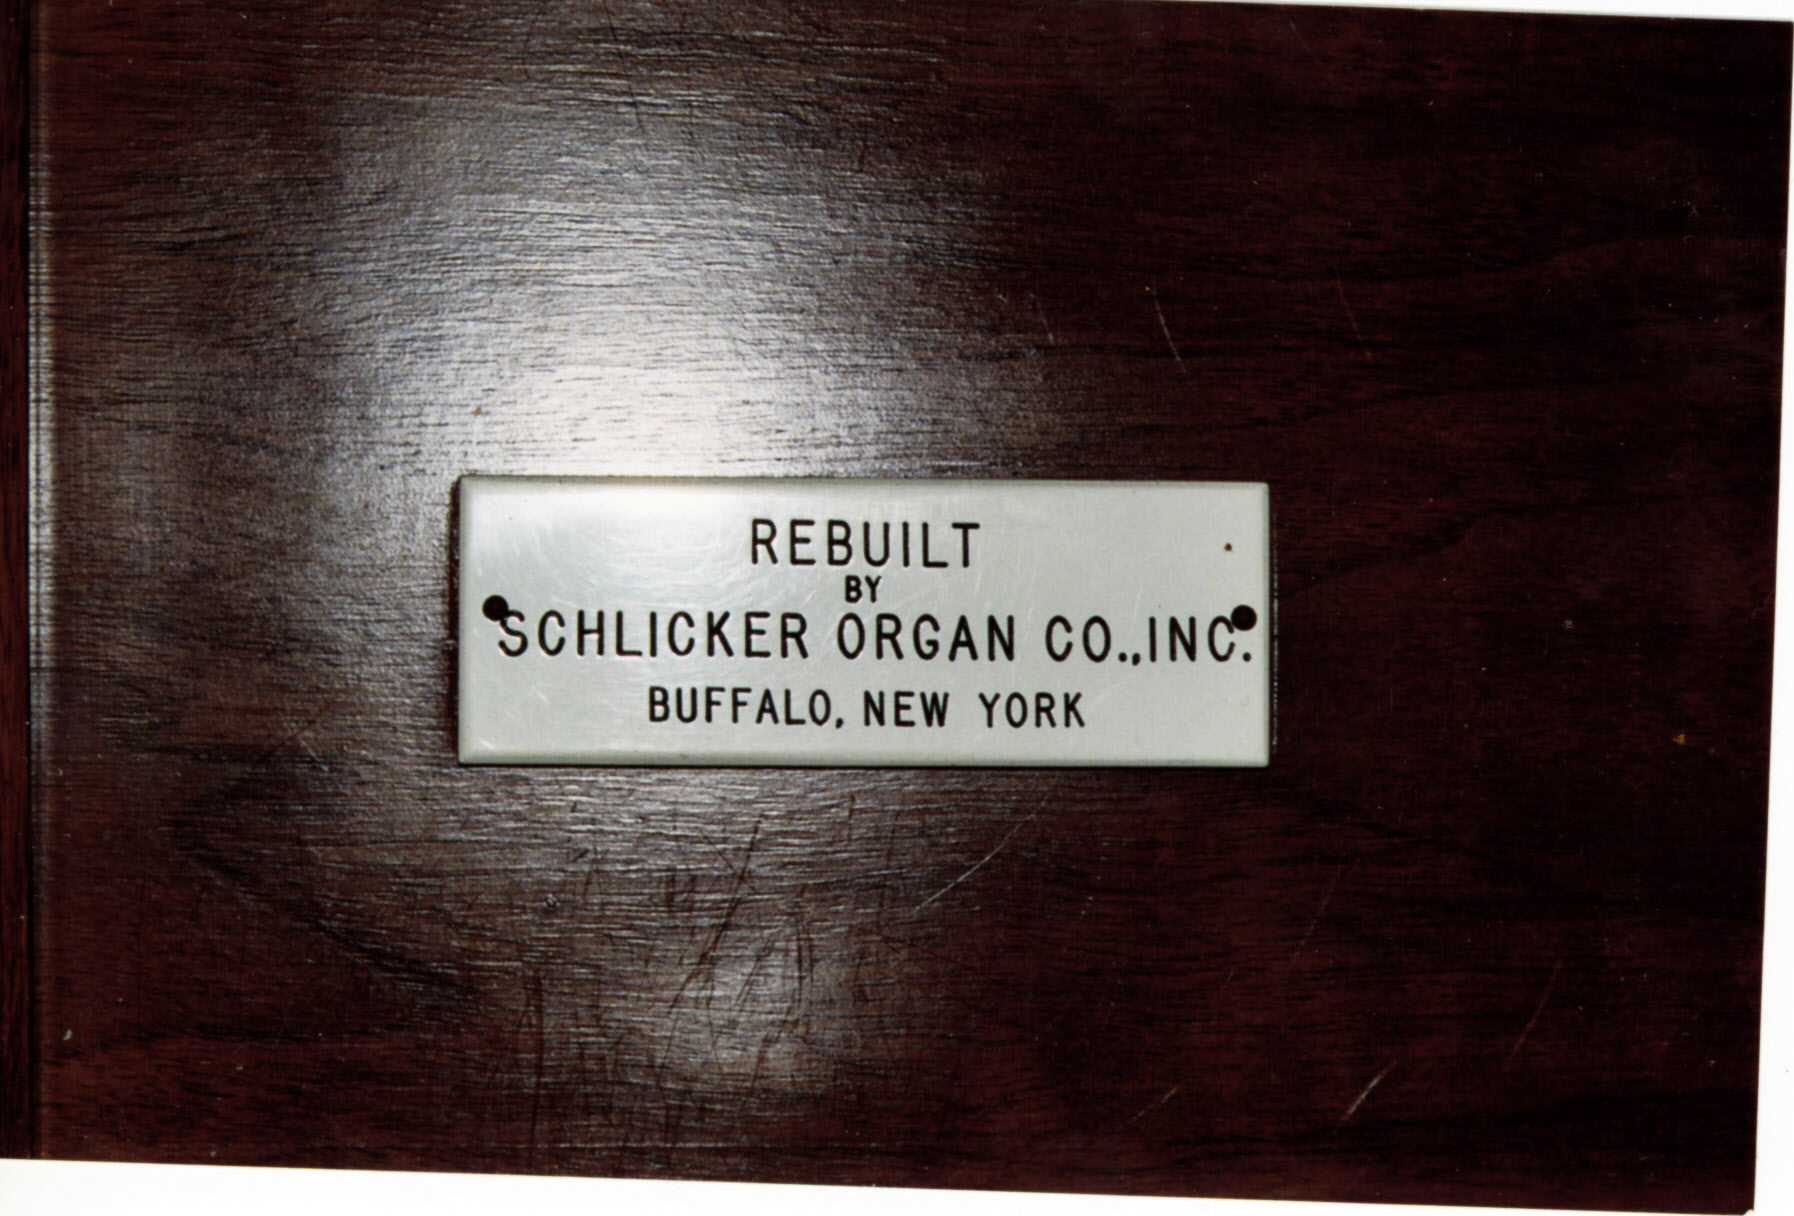 REBUILT
BY
SCHLICKER ORGAN CO.,INC.
BUFFALO, NEW YORK